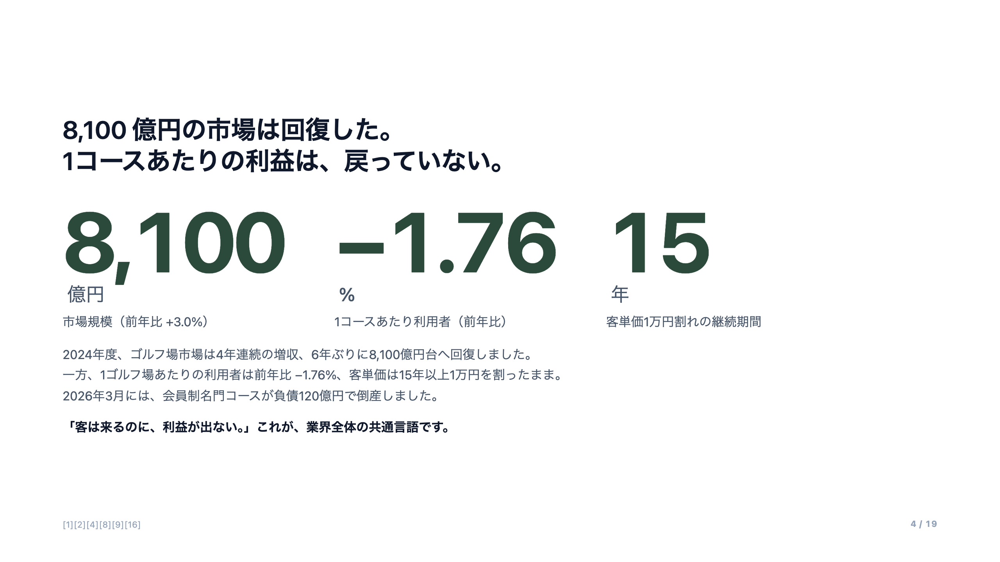 8,100 億円の市場は回復した。
1コースあたりの利益は、戻っていない。
8,100
億円
市場規模（前年比 +3.0%）
−1.76
%
1コースあたり利用者（前年比）
15
年
客単価1万円割れの継続期間
2024年度、ゴルフ場市場は4年連続の増収、6年ぶりに8,100億円台へ回復しました。
一方、1ゴルフ場あたりの利用者は前年比 −1.76%、客単価は15年以上1万円を割ったまま。
2026年3月には、会員制名門コースが負債120億円で倒産しました。
「客は来るのに、利益が出ない。」これが、業界全体の共通言語です。
[1][2][4][8][9][16]
4 / 19